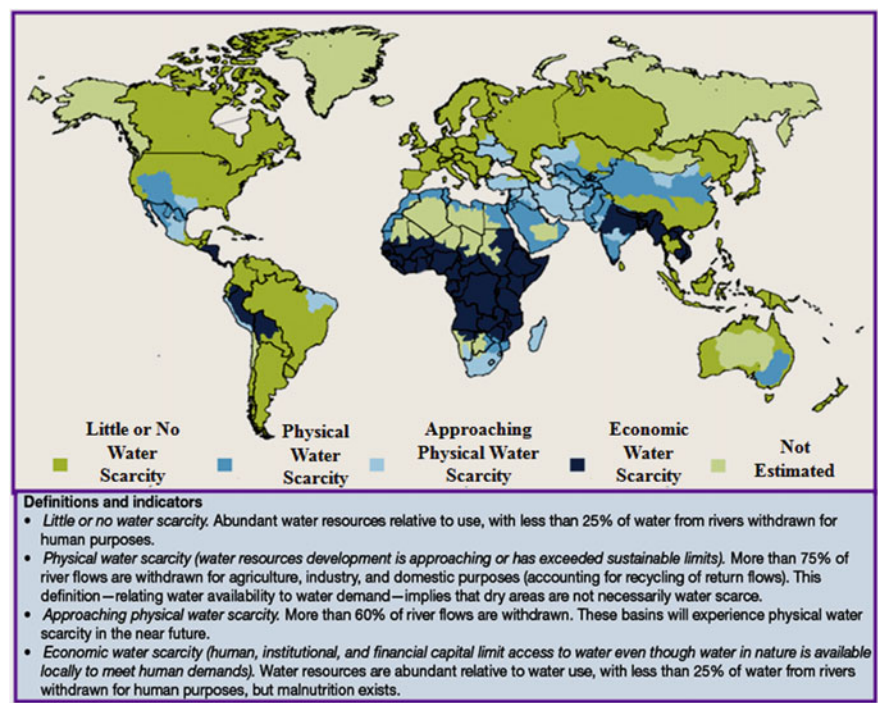 Little or No Water Scarcity
Physical Water Scarcity
Approaching Physical Water Scarcity
Economic Water Scarcity
Not Estimated
Definitions and indicators
• Little or no water scarcity. Abundant water resources relative to use, with less than 25% of water from rivers withdrawn for
human purposes.
• Physical water scarcity (water resources development is approaching or has exceeded sustainable limits). More than 75% of
river flows are withdrawn for agriculture, industry, and domestic purposes (accounting for recycling of return flows). This
definition—relating water availability to water demand—implies that dry areas are not necessarily water scarce.
• Approaching physical water scarcity. More than 60% of river flows are withdrawn. These basins will experience physical water
scarcity in the near future.
• Economic water scarcity (human, institutional, and financial capital limit access to water even though water in nature is available
locally to meet human demands). Water resources are abundant relative to water use, with less than 25% of water from rivers
withdrawn for human purposes, but malnutrition exists.